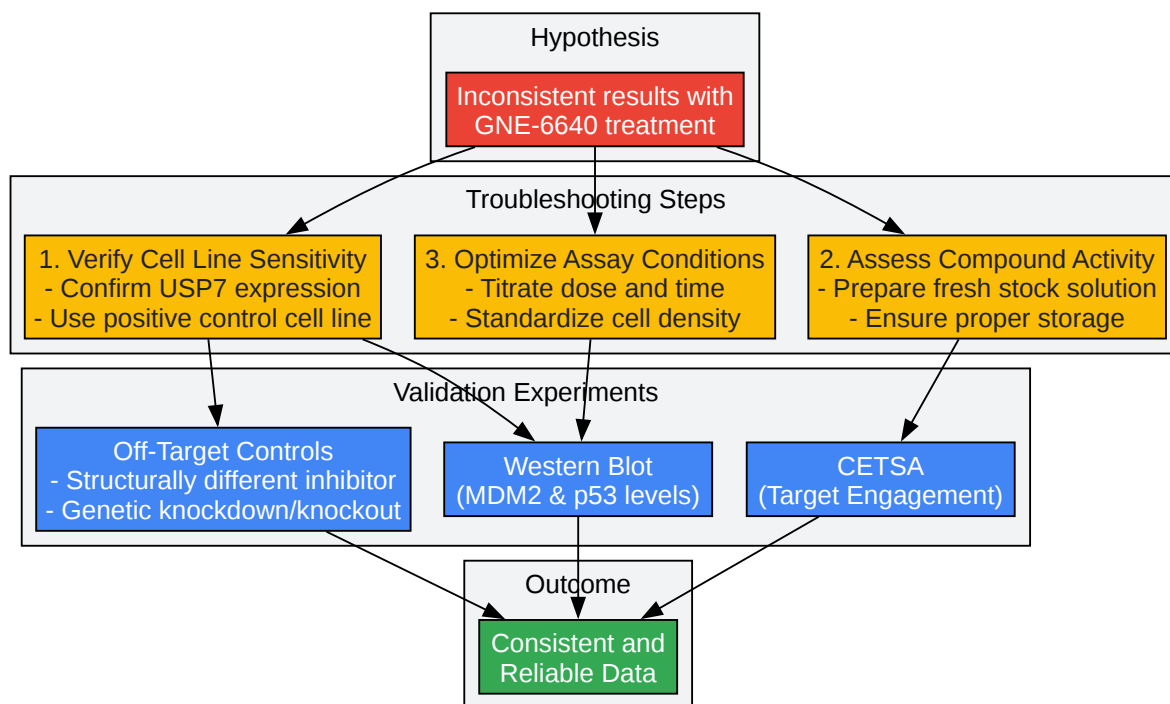 Hypothesis
Inconsistent results with
GNE-6640 treatment
Troubleshooting Steps
1. Verify Cell Line Sensitivity
- Confirm USP7 expression
- Use positive control cell line
3. Optimize Assay Conditions
- Titrate dose and time
- Standardize cell density
2. Assess Compound Activity
- Prepare fresh stock solution
- Ensure proper storage
Validation Experiments
Off-Target Controls
- Structurally different inhibitor
- Genetic knockdown/knockout
Western Blot
(MDM2 & p53 levels)
CETSA
(Target Engagement)
Outcome
Consistent and
Reliable Data